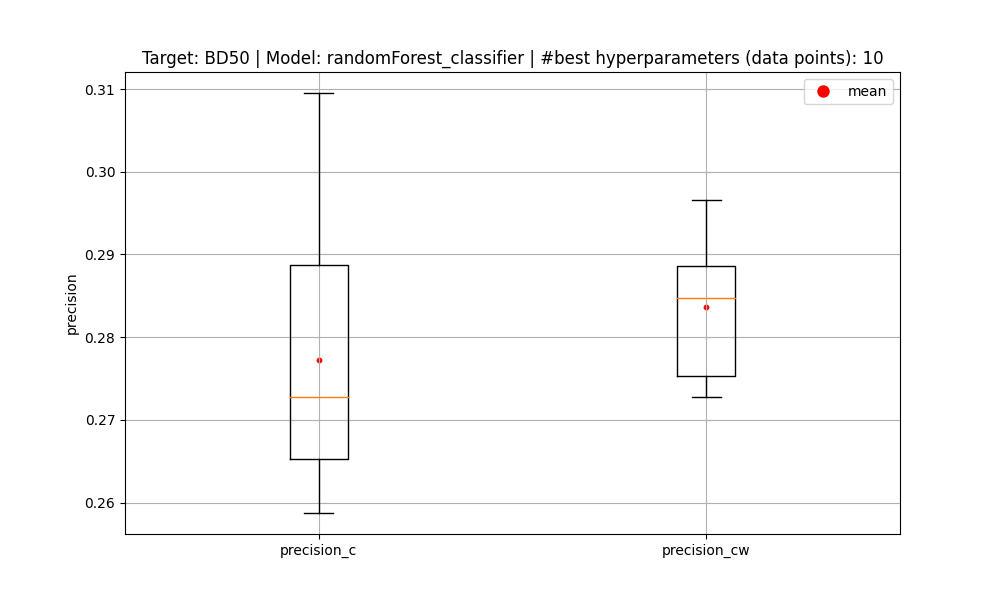 Target: BD50 | Model: randomForest_classifier | #best hyperparameters (data points): 10
mean
0.31
0.30
0.29
0.28
0.27
0.26
precision
precision_c
precision_cw